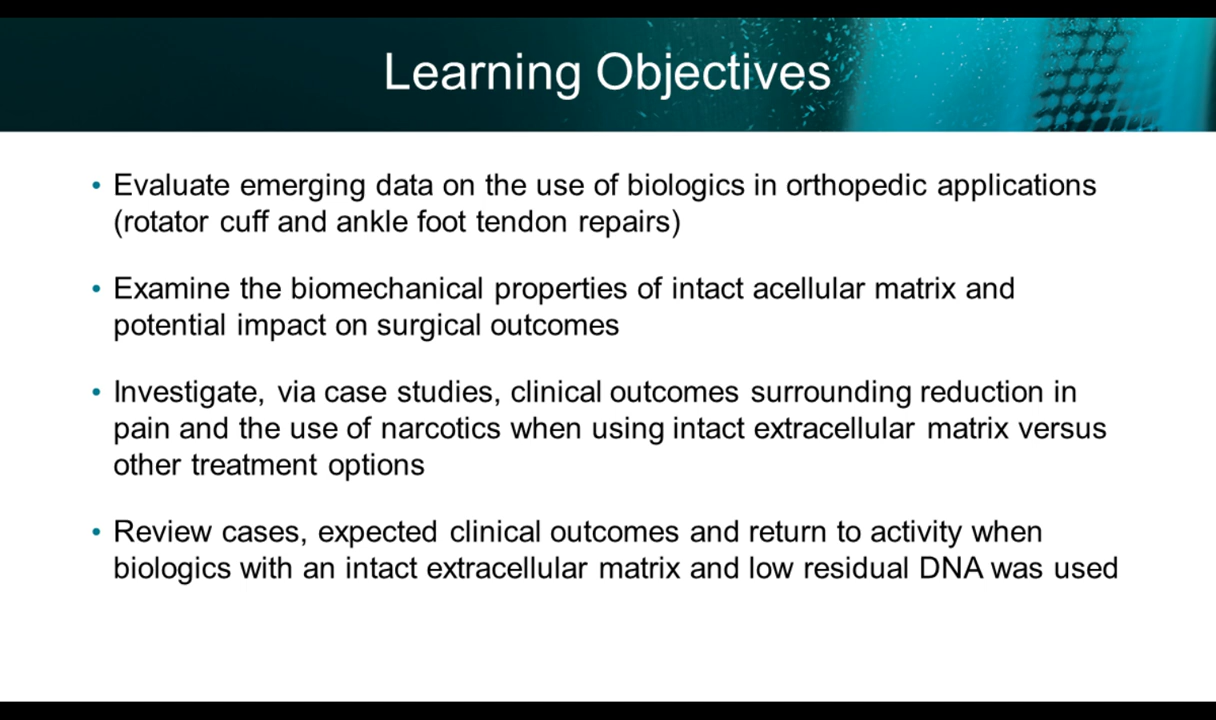 Learning Objectives
• Evaluate emerging data on the use of biologics in orthopedic applications
(rotator cuff and ankle foot tendon repairs)
• Examine the biomechanical properties of intact acellular matrix and
potential impact on surgical outcomes
• Investigate, via case studies, clinical outcomes surrounding reduction in
pain and the use of narcotics when using intact extracellular matrix versus
other treatment options
• Review cases, expected clinical outcomes and return to activity when
biologics with an intact extracellular matrix and low residual DNA was used